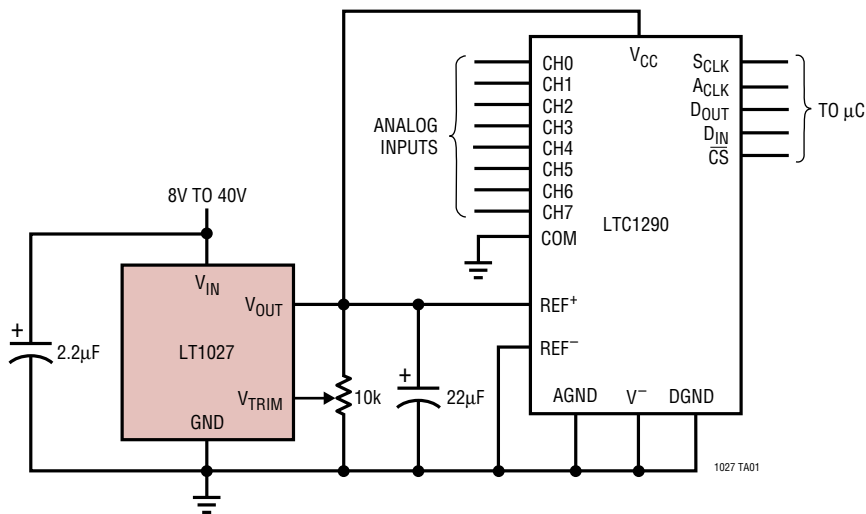 V_CC
CH0
CH1
CH2
CH3
CH4
CH5
CH6
CH7
COM
REF+
REF−
LTC1290
S_CLK
A_CLK
D_OUT
D_IN
C̅S̅
TO µC
ANALOG
INPUTS
8V TO 40V
V_IN
V_OUT
LT1027
V_TRIM
GND
+
2.2µF
10k
+
22µF
AGND
V−
DGND
1027 TA01